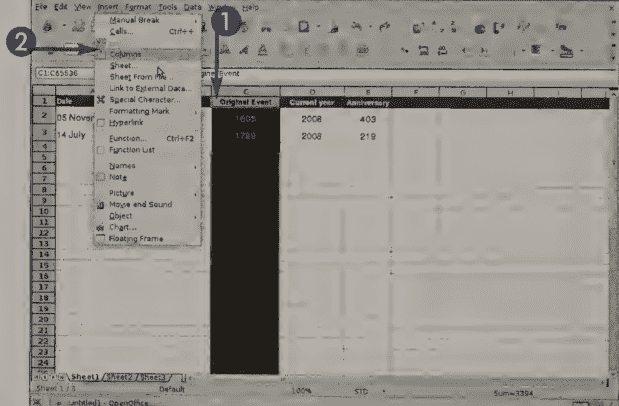 File Edit View Insert Format Tools Data Window Help
1
2
Manual Break
Cells... Ctrl++
Columns
Sheet...
Sheet From File...
Link to External Data...
Special Character...
Formatting Mark
Hyperlink
Function... Ctrl+F2
Function List
Names
Note
Picture
Movie and Sound
Object
Chart...
Floating Frame
C1:C65536 Original Event
C D E F G H I
1 Date Original Event Current year Anniversary
2 05 Nover 1605 2008 403
3 14 July 1789 2008 219
4
5
6
7
8
9
10
11
12
13
14
15
16
17
18
19
20
21
22
23
24
Sheet1 / Sheet2 / Sheet3
Sheet 1 / 3 Default 100% STD Sum=3394
Untitled1 - OpenOffice